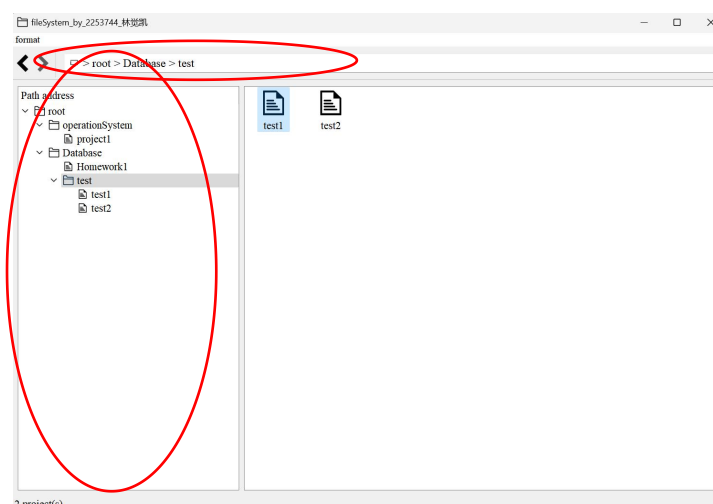 fileSystem_by_2253744_林觉凯
format
> root > Database > test
Path address
root
operationSystem
project1
Database
Homework1
test
test1
test2
test1 test2
2 project(s)